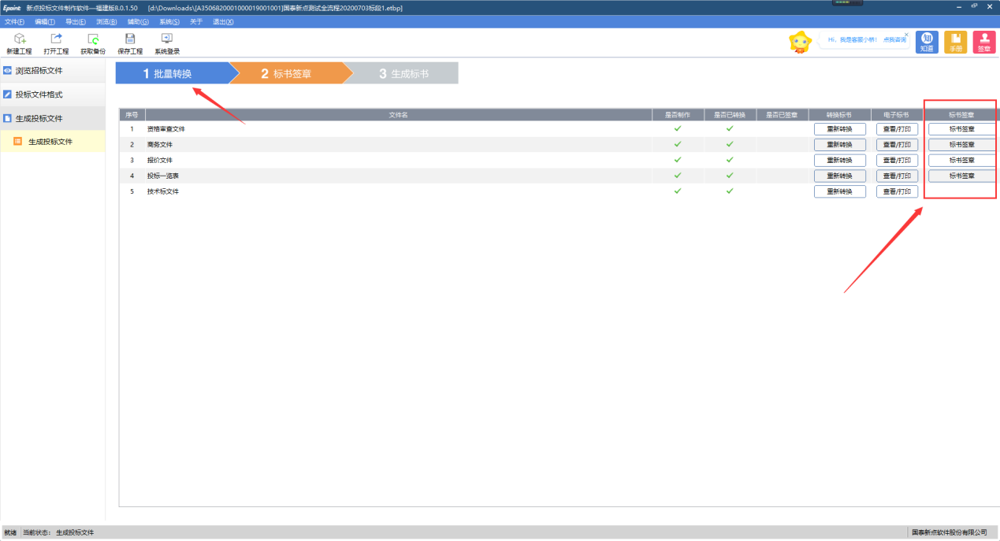 Epoint 新点投标文件制作软件—福建版8.0.1.50 [d:\Downloads\[A3506820001000019001001]国泰新点测试全流程20200703标段1.etbp]
文件(F) 编辑(T) 导出(E) 浏览(B) 辅助(G) 系统(S) 关于 退出(X)
新建工程 打开工程 获取备份 保存工程 系统登录
Hi，我是客服小桥！ 点我咨询
知道 手册 签章
浏览招标文件
投标文件格式
生成投标文件
生成投标文件
1 批量转换 2 标书签章 3 生成标书
序号 文件名 是否制作 是否已转换 是否已签章 转换标书 电子标书 标书签章
1 资格审查文件 ✓ ✓ 重新转换 查看/打印 标书签章
2 商务文件 ✓ ✓ 重新转换 查看/打印 标书签章
3 报价文件 ✓ ✓ 重新转换 查看/打印 标书签章
4 投标一览表 ✓ ✓ 重新转换 查看/打印 标书签章
5 技术标文件 ✓ ✓ 重新转换 查看/打印
就绪 当前状态： 生成投标文件 国泰新点软件股份有限公司